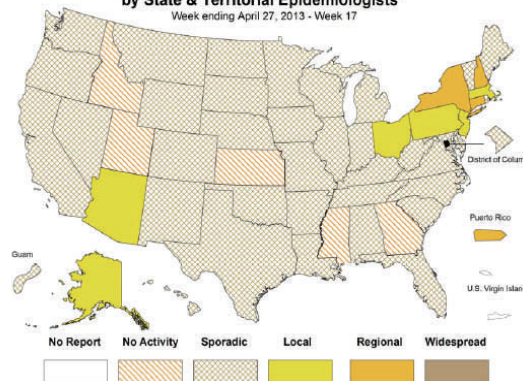 by State & Territorial Epidemiologists
Week ending April 27, 2013 - Week 17
District of Colum
Puerto Rico
Guam
U.S. Virgin Islan
No Report No Activity Sporadic Local Regional Widespread